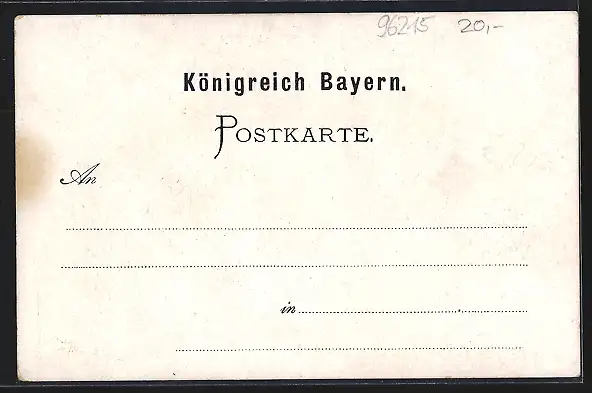 96215 20,-
Königreich Bayern.
POSTKARTE.
An
in